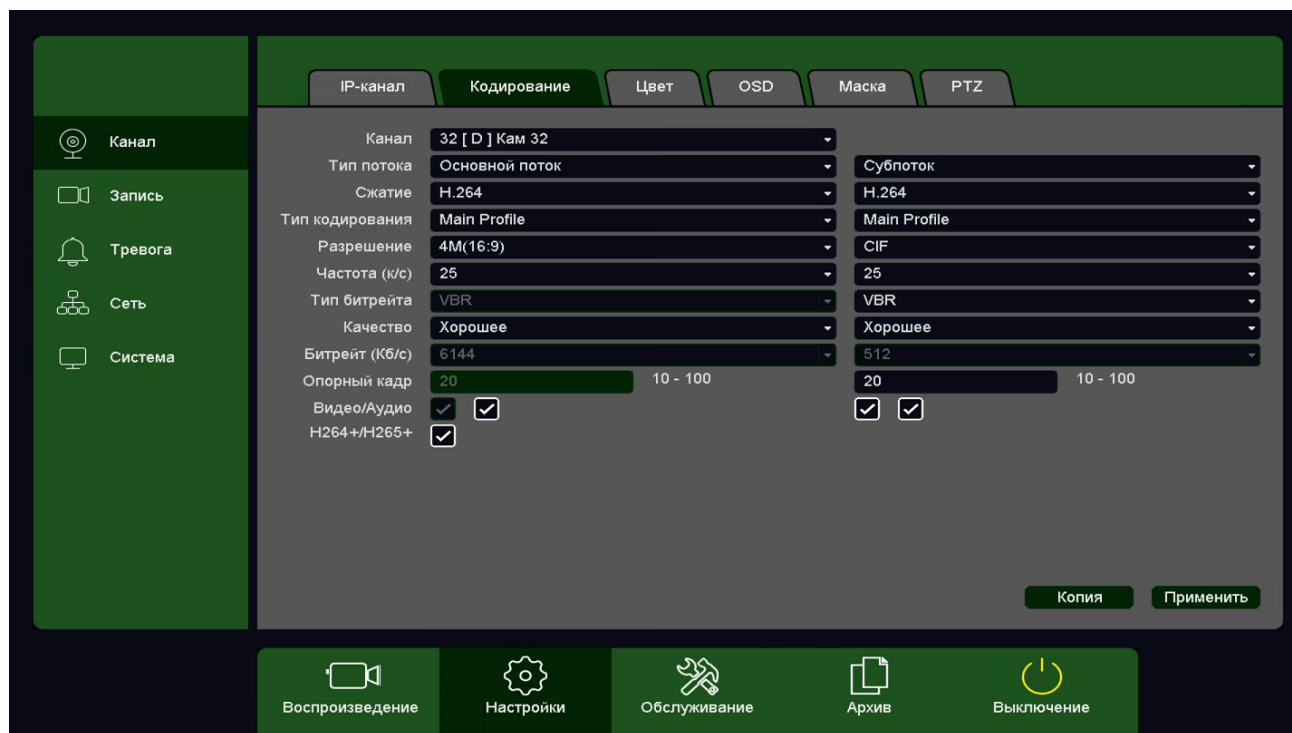 IP-канал Кодирование Цвет OSD Маска PTZ
Канал
Запись
Тревога
Сеть
Система
Канал 32 [ D ] Кам 32
Тип потока Основной поток Субпоток
Сжатие H.264 H.264
Тип кодирования Main Profile Main Profile
Разрешение 4M(16:9) CIF
Частота (к/с) 25 25
Тип битрейта VBR VBR
Качество Хорошее Хорошее
Битрейт (Кб/с) 6144 512
Опорный кадр 20 10 - 100 20 10 - 100
Видео/Аудио
H264+/H265+
Копия Применить
Воспроизведение Настройки Обслуживание Архив Выключение